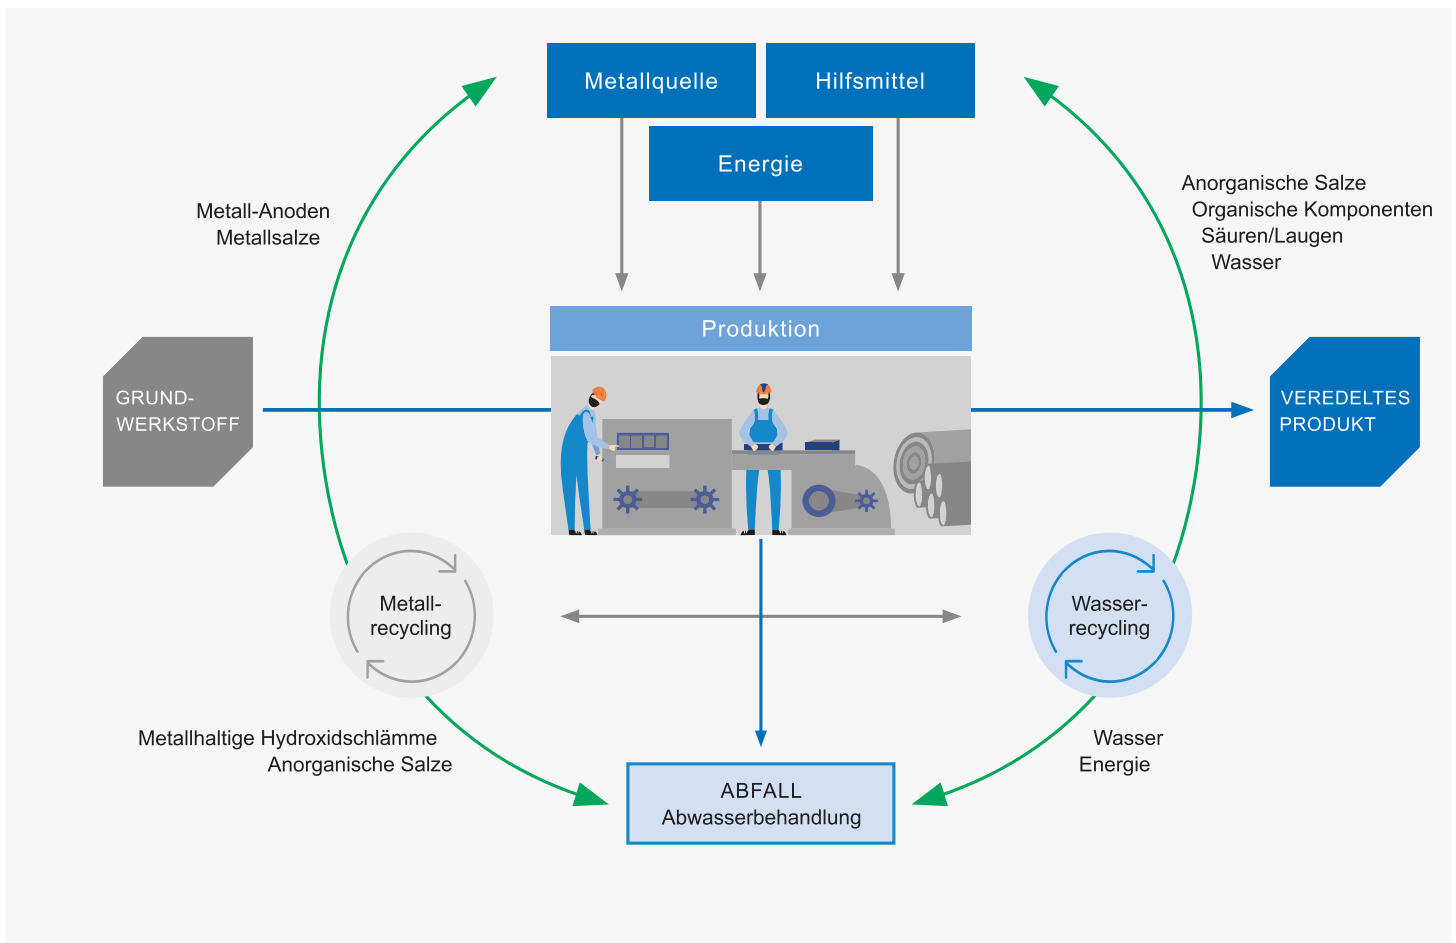 Metallquelle
Hilfsmittel
Energie
Metall-Anoden
Metallsalze
Anorganische Salze
Organische Komponenten
Säuren/Laugen
Wasser
Produktion
GRUND-
WERKSTOFF
VEREDELTES
PRODUKT
Metall-
recycling
Wasser-
recycling
Metallhaltige Hydroxidschlämme
Anorganische Salze
Wasser
Energie
ABFALL
Abwasserbehandlung